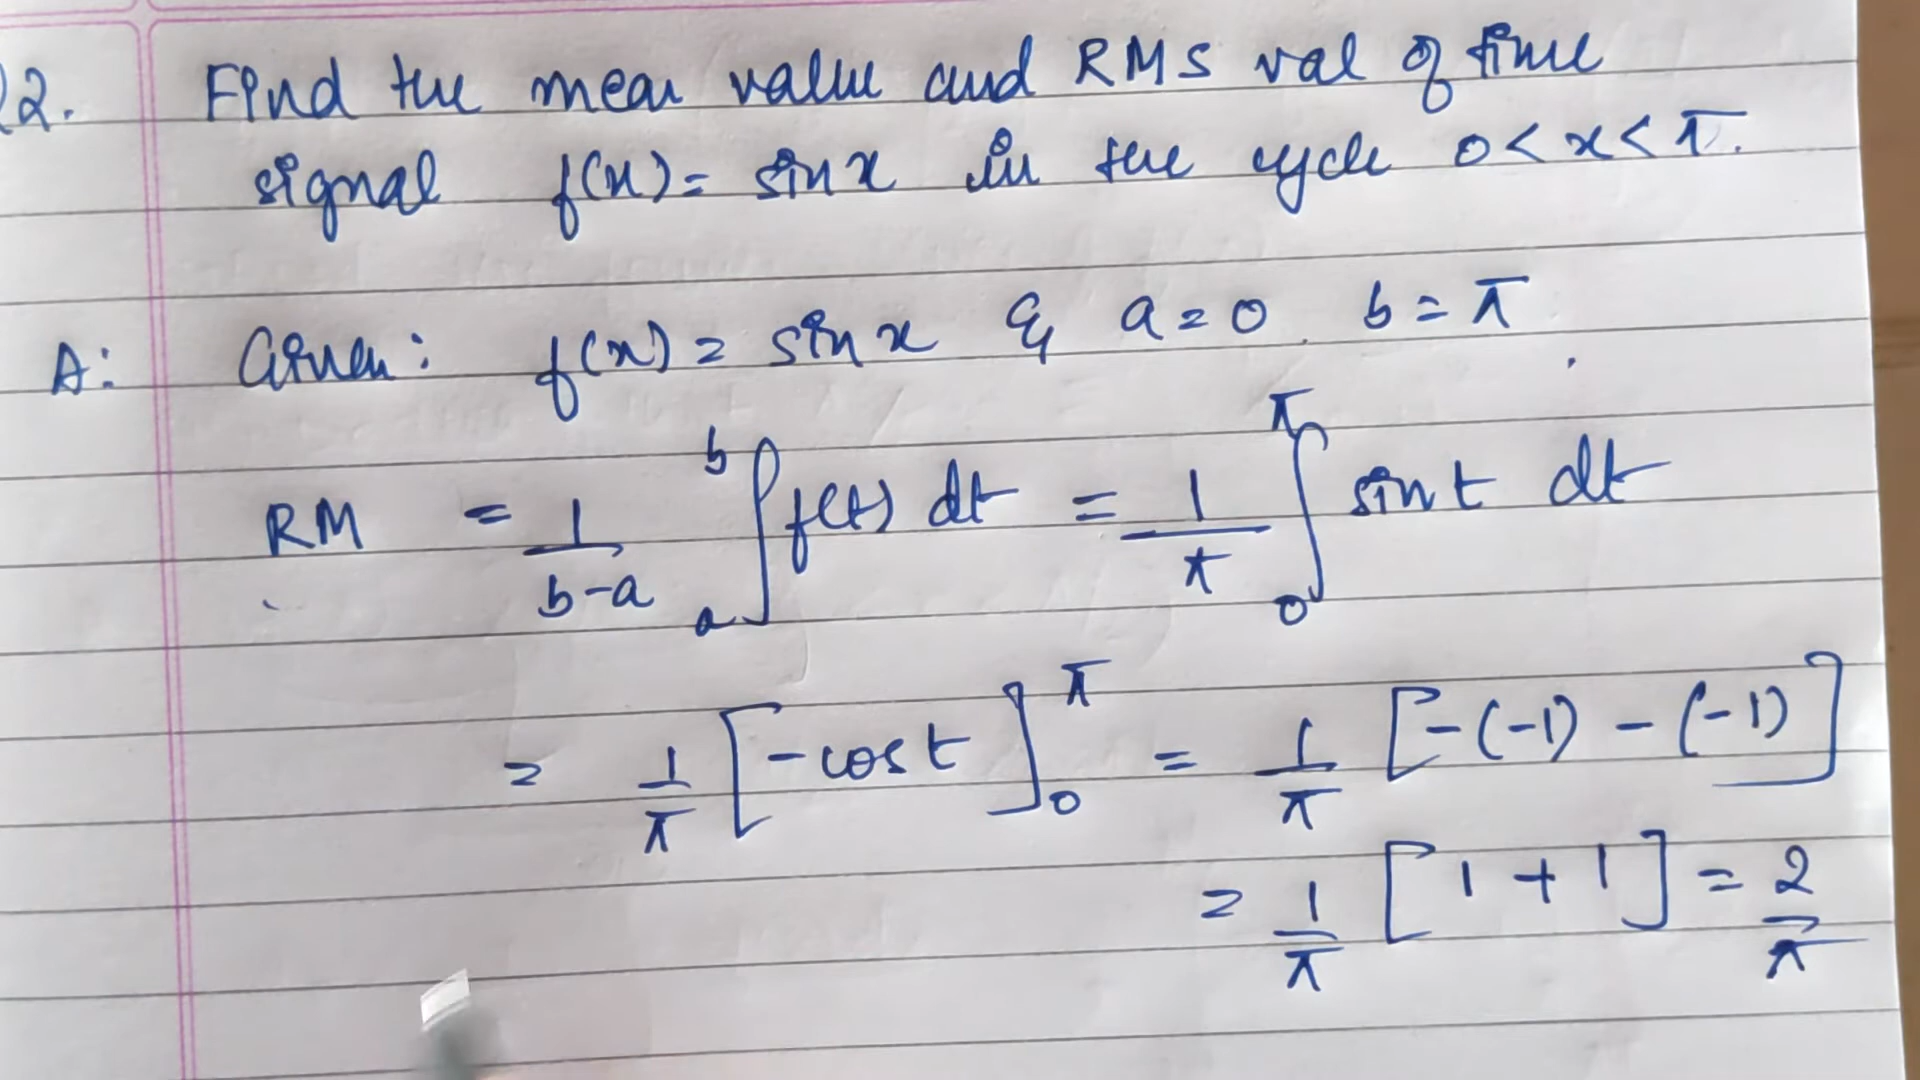 2. Find the mean value and RMS val of time
signal f(x) = sin x in the cycle 0 < x < π.
A: Given: f(x) = sin x & a = 0 b = π
RM = 1/(b-a) ∫_a^b f(t) dt = 1/π ∫_0^π sin t dt
= 1/π [-cos t]_0^π = 1/π [-(-1) - (-1)]
= 1/π [1 + 1] = 2/π